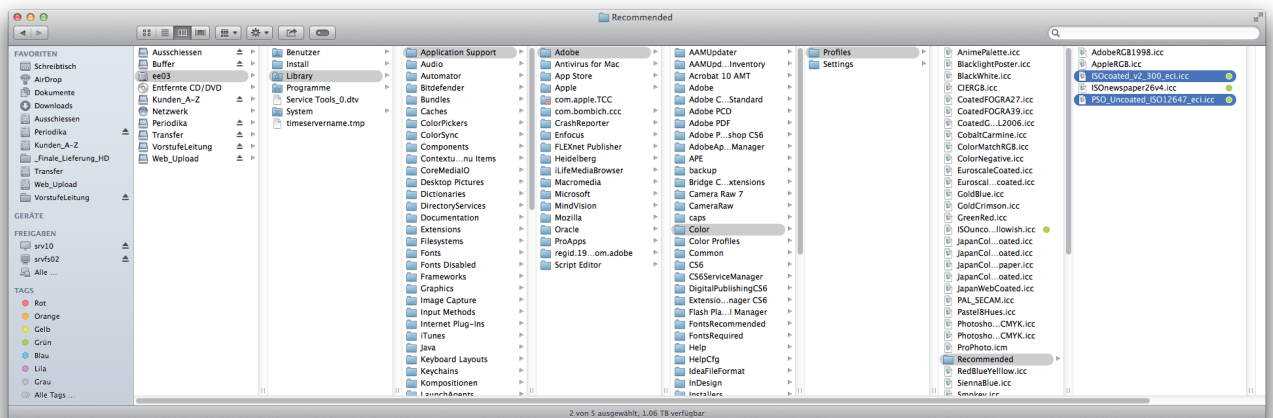 Recommended
FAVORITEN
Schreibtisch
AirDrop
Dokumente
Downloads
Ausschiessen
Periodika
Kunden_A-Z
_Finale_Lieferung_HD
Transfer
Web_Upload
VorstufeLeitung
GERÄTE
FREIGABEN
srv10
srvfs02
Alle ...
TAGS
Rot
Orange
Gelb
Grün
Blau
Lila
Grau
Alle Tags ...
Ausschiessen
Buffer
ee03
Entfernte CD/DVD
Kunden_A-Z
Netzwerk
Periodika
Transfer
VorstufeLeitung
Web_Upload
Benutzer
Install
Library
Programme
Service Tools_0.dtv
System
timeservername.tmp
Application Support
Audio
Automator
Bitdefender
Bundles
Caches
ColorPickers
ColorSync
Components
Contextu...nu Items
CoreMediaIO
Desktop Pictures
Dictionaries
DirectoryServices
Documentation
Extensions
Filesystems
Fonts
Fonts Disabled
Frameworks
Graphics
Image Capture
Input Methods
Internet Plug-Ins
iTunes
Java
Keyboard Layouts
Keychains
Kompositionen
LaunchAgents
Adobe
Antivirus for Mac
App Store
Apple
com.apple.TCC
com.bombich.ccc
CrashReporter
Enfocus
FLEXnet Publisher
Heidelberg
iLifeMediaBrowser
Macromedia
Microsoft
MindVision
Mozilla
Oracle
ProApps
regid.19...om.adobe
Script Editor
AAMUpdater
AAMUpd...Inventory
Acrobat 10 AMT
Adobe
Adobe C...Standard
Adobe PCD
Adobe PDF
Adobe P...shop CS6
AdobeAp...Manager
APE
backup
Bridge C...xtensions
Camera Raw 7
CameraRaw
caps
Color
Color Profiles
Common
CS6
CS6ServiceManager
DigitalPublishingCS6
Extensio...nager CS6
Flash Pla...l Manager
FontsRecommended
FontsRequired
Help
HelpCfg
IdeaFileFormat
InDesign
Installers
Profiles
Settings
AnimePalette.icc
BlacklightPoster.icc
BlackWhite.icc
CIERGB.icc
CoatedFOGRA27.icc
CoatedFOGRA39.icc
CoatedG...L2006.icc
CobaltCarmine.icc
ColorMatchRGB.icc
ColorNegative.icc
EuroscaleCoated.icc
Euroscal...coated.icc
GoldBlue.icc
GoldCrimson.icc
GreenRed.icc
ISOunco...llowish.icc
JapanCol...oated.icc
JapanCol...oated.icc
JapanCol...paper.icc
JapanCol...oated.icc
JapanWebCoated.icc
PAL_SECAM.icc
Pastel8Hues.icc
Photosho...CMYK.icc
Photosho...CMYK.icc
ProPhoto.icm
Recommended
RedBlueYelllow.icc
SiennaBlue.icc
Smokey.icc
AdobeRGB1998.icc
AppleRGB.icc
ISOcoated_v2_300_eci.icc
ISOnewspaper26v4.icc
PSO_Uncoated_ISO12647_eci.icc
2 von 5 ausgewählt, 1.06 TB verfügbar